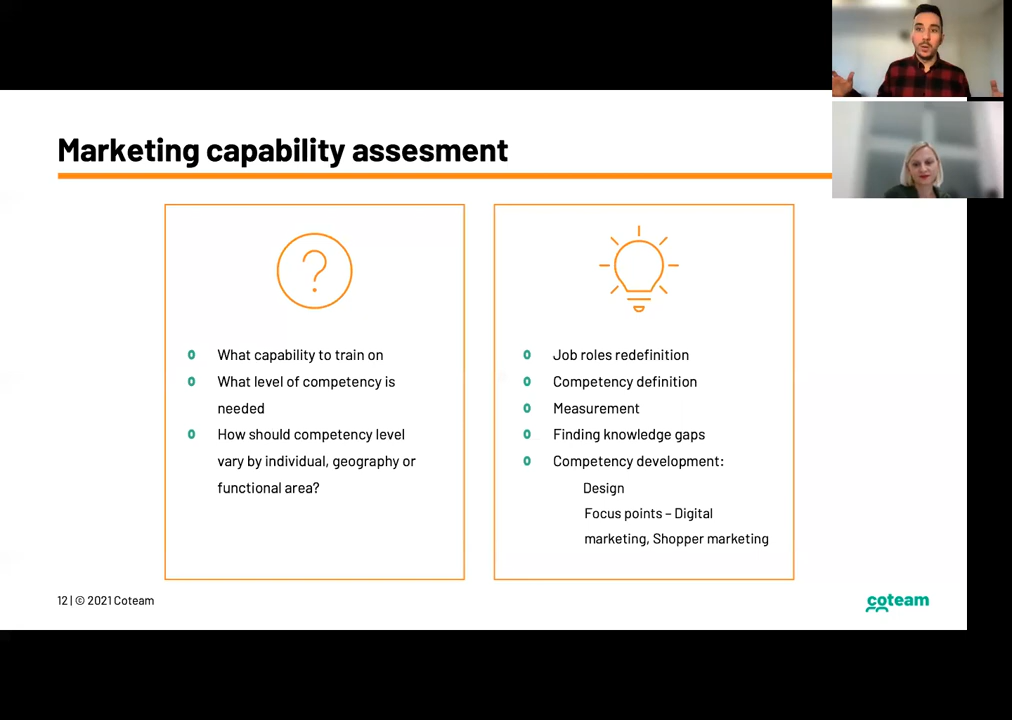 Marketing capability assesment
What capability to train on
What level of competency is
needed
How should competency level
vary by individual, geography or
functional area?
Job roles redefinition
Competency definition
Measurement
Finding knowledge gaps
Competency development:
Design
Focus points – Digital
marketing, Shopper marketing
12 | © 2021 Coteam
coteam